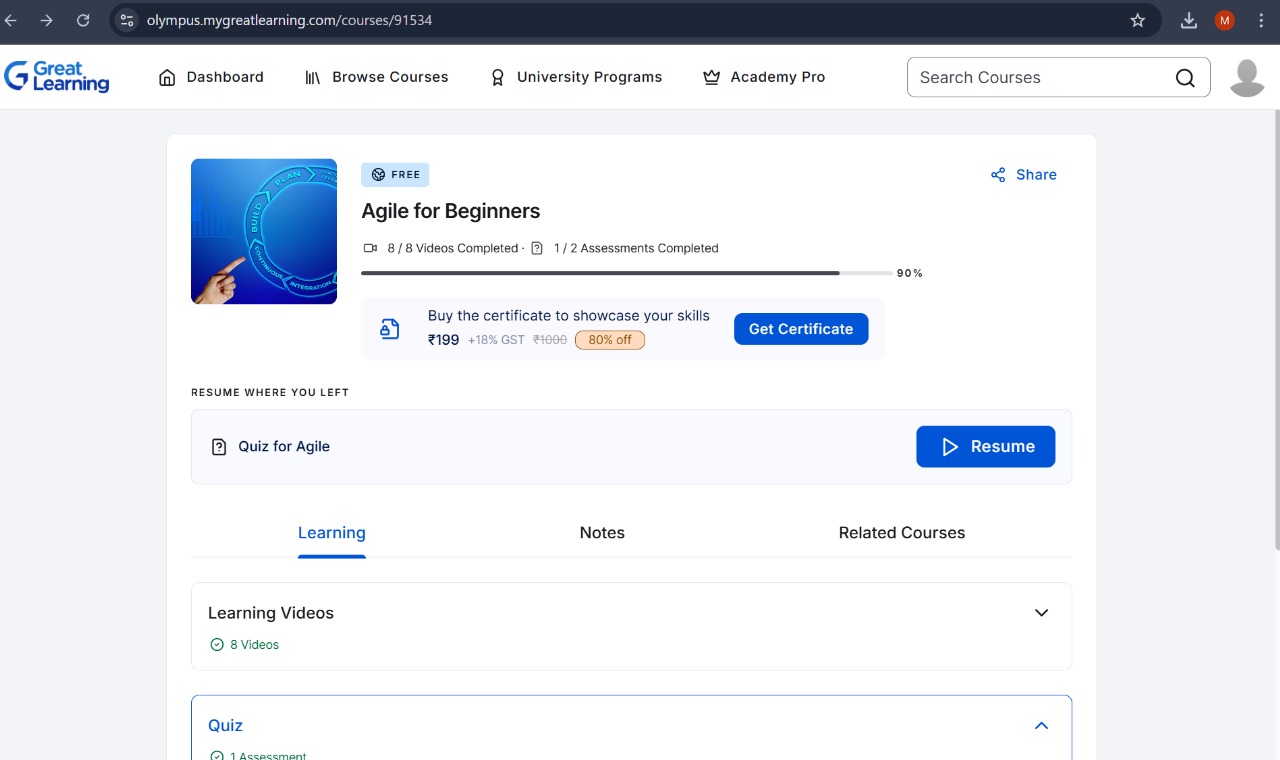 olympus.mygreatlearning.com/courses/91534
M
Great Learning
Dashboard
Browse Courses
University Programs
Academy Pro
Search Courses
PLAN
BUILD
CONTINUOUS
INTEGRATION
FREE
Share
Agile for Beginners
8 / 8 Videos Completed · 1 / 2 Assessments Completed
90%
Buy the certificate to showcase your skills
₹199 +18% GST ₹1000 80% off
Get Certificate
RESUME WHERE YOU LEFT
Quiz for Agile
Resume
Learning Notes Related Courses
Learning Videos
8 Videos
Quiz
1 Assessment